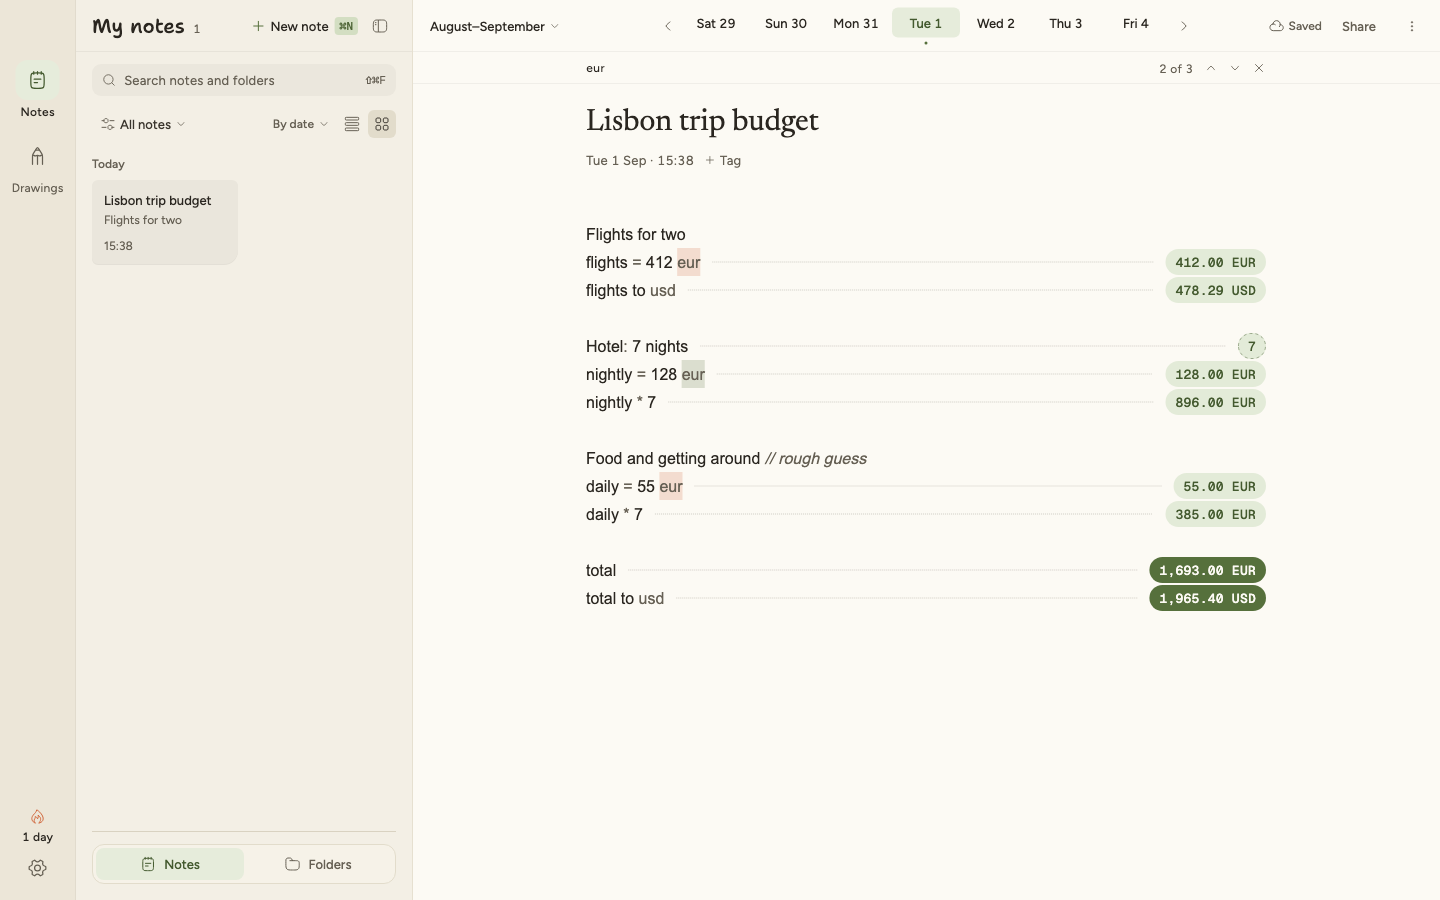 My notes 1
+ New note ⌘N
Search notes and folders ⇧⌘F
All notes
By date
Today
Lisbon trip budget
Flights for two
15:38
Notes
Drawings
1 day
Notes
Folders
August–September
Sat 29
Sun 30
Mon 31
Tue 1
Wed 2
Thu 3
Fri 4
Saved
Share
eur
2 of 3
Lisbon trip budget
Tue 1 Sep · 15:38 + Tag
Flights for two
flights = 412 eur 412.00 EUR
flights to usd 478.29 USD
Hotel: 7 nights 7
nightly = 128 eur 128.00 EUR
nightly * 7 896.00 EUR
Food and getting around // rough guess
daily = 55 eur 55.00 EUR
daily * 7 385.00 EUR
total 1,693.00 EUR
total to usd 1,965.40 USD